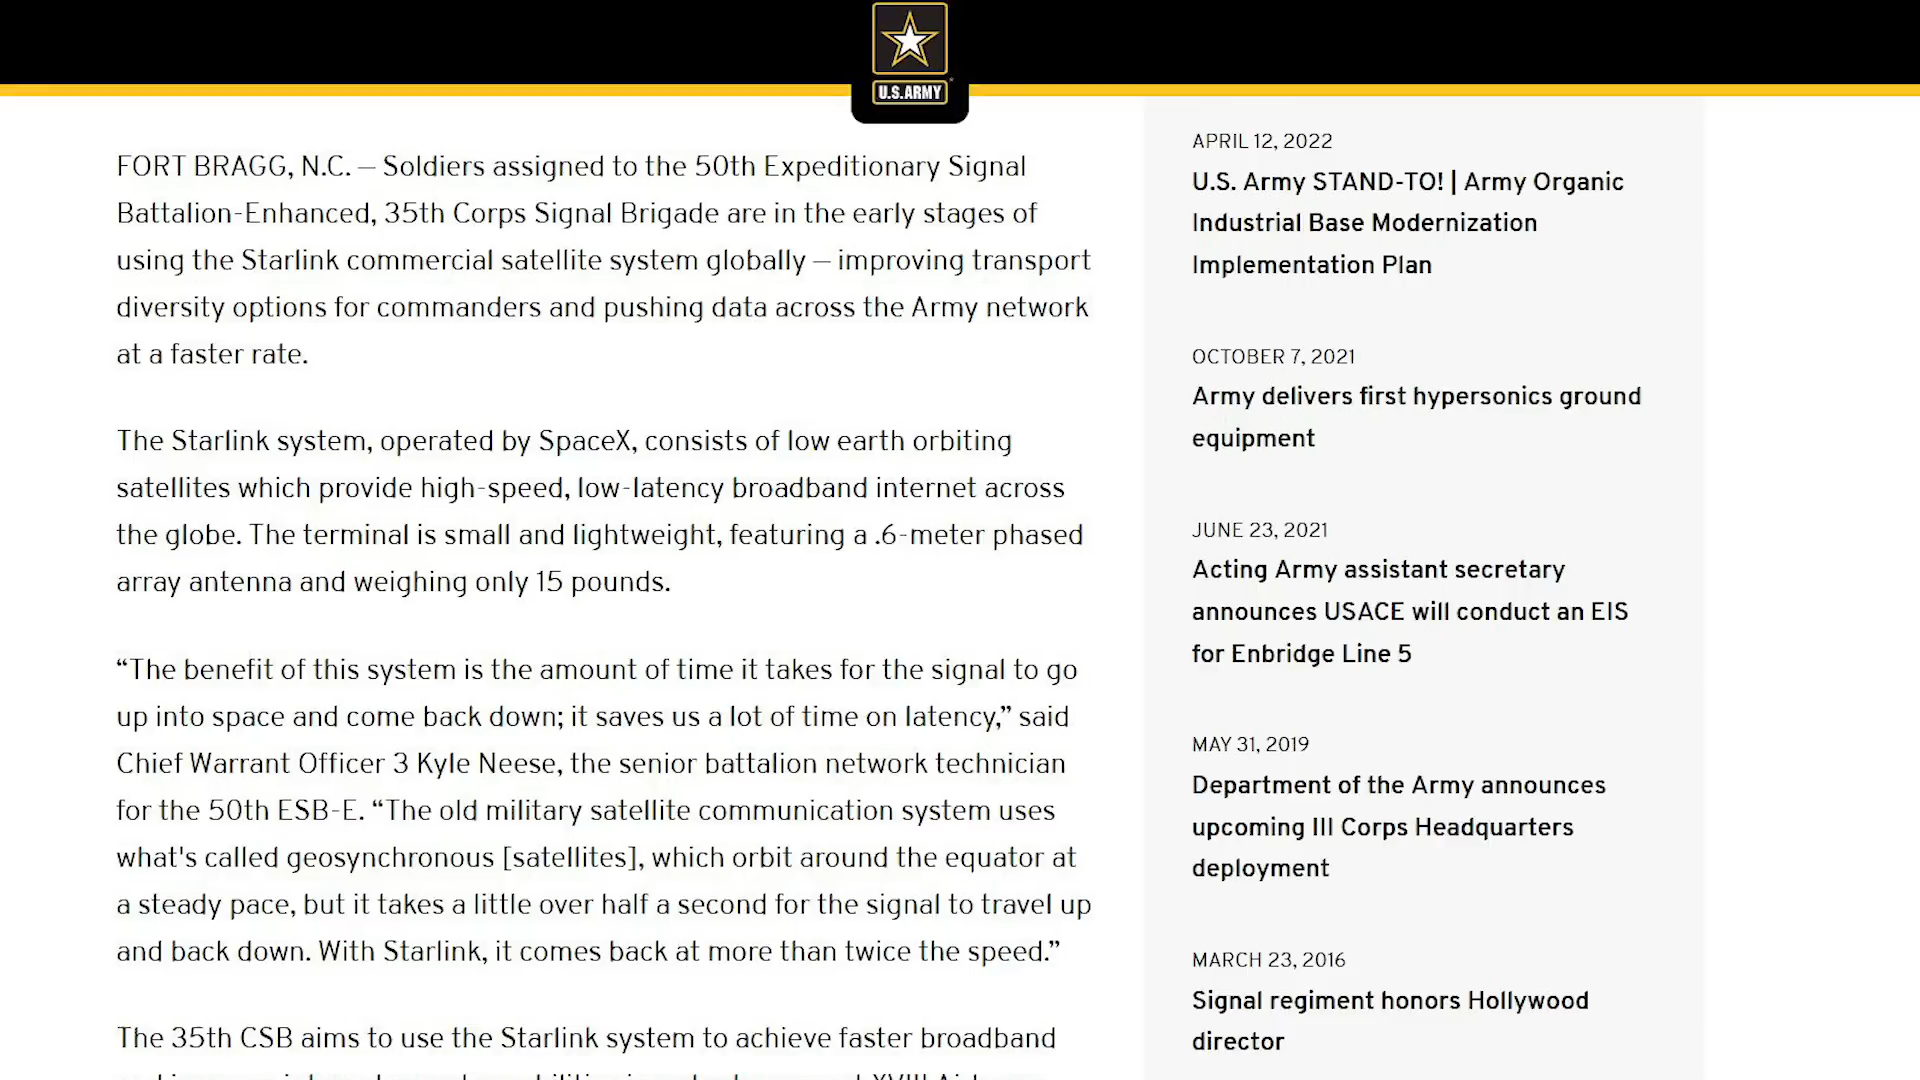 U.S.ARMY
FORT BRAGG, N.C. — Soldiers assigned to the 50th Expeditionary Signal
Battalion-Enhanced, 35th Corps Signal Brigade are in the early stages of
using the Starlink commercial satellite system globally — improving transport
diversity options for commanders and pushing data across the Army network
at a faster rate.
The Starlink system, operated by SpaceX, consists of low earth orbiting
satellites which provide high-speed, low-latency broadband internet across
the globe. The terminal is small and lightweight, featuring a .6-meter phased
array antenna and weighing only 15 pounds.
“The benefit of this system is the amount of time it takes for the signal to go
up into space and come back down; it saves us a lot of time on latency,” said
Chief Warrant Officer 3 Kyle Neese, the senior battalion network technician
for the 50th ESB-E. “The old military satellite communication system uses
what's called geosynchronous [satellites], which orbit around the equator at
a steady pace, but it takes a little over half a second for the signal to travel up
and back down. With Starlink, it comes back at more than twice the speed.”
The 35th CSB aims to use the Starlink system to achieve faster broadband
APRIL 12, 2022
U.S. Army STAND-TO! | Army Organic
Industrial Base Modernization
Implementation Plan
OCTOBER 7, 2021
Army delivers first hypersonics ground
equipment
JUNE 23, 2021
Acting Army assistant secretary
announces USACE will conduct an EIS
for Enbridge Line 5
MAY 31, 2019
Department of the Army announces
upcoming III Corps Headquarters
deployment
MARCH 23, 2016
Signal regiment honors Hollywood
director